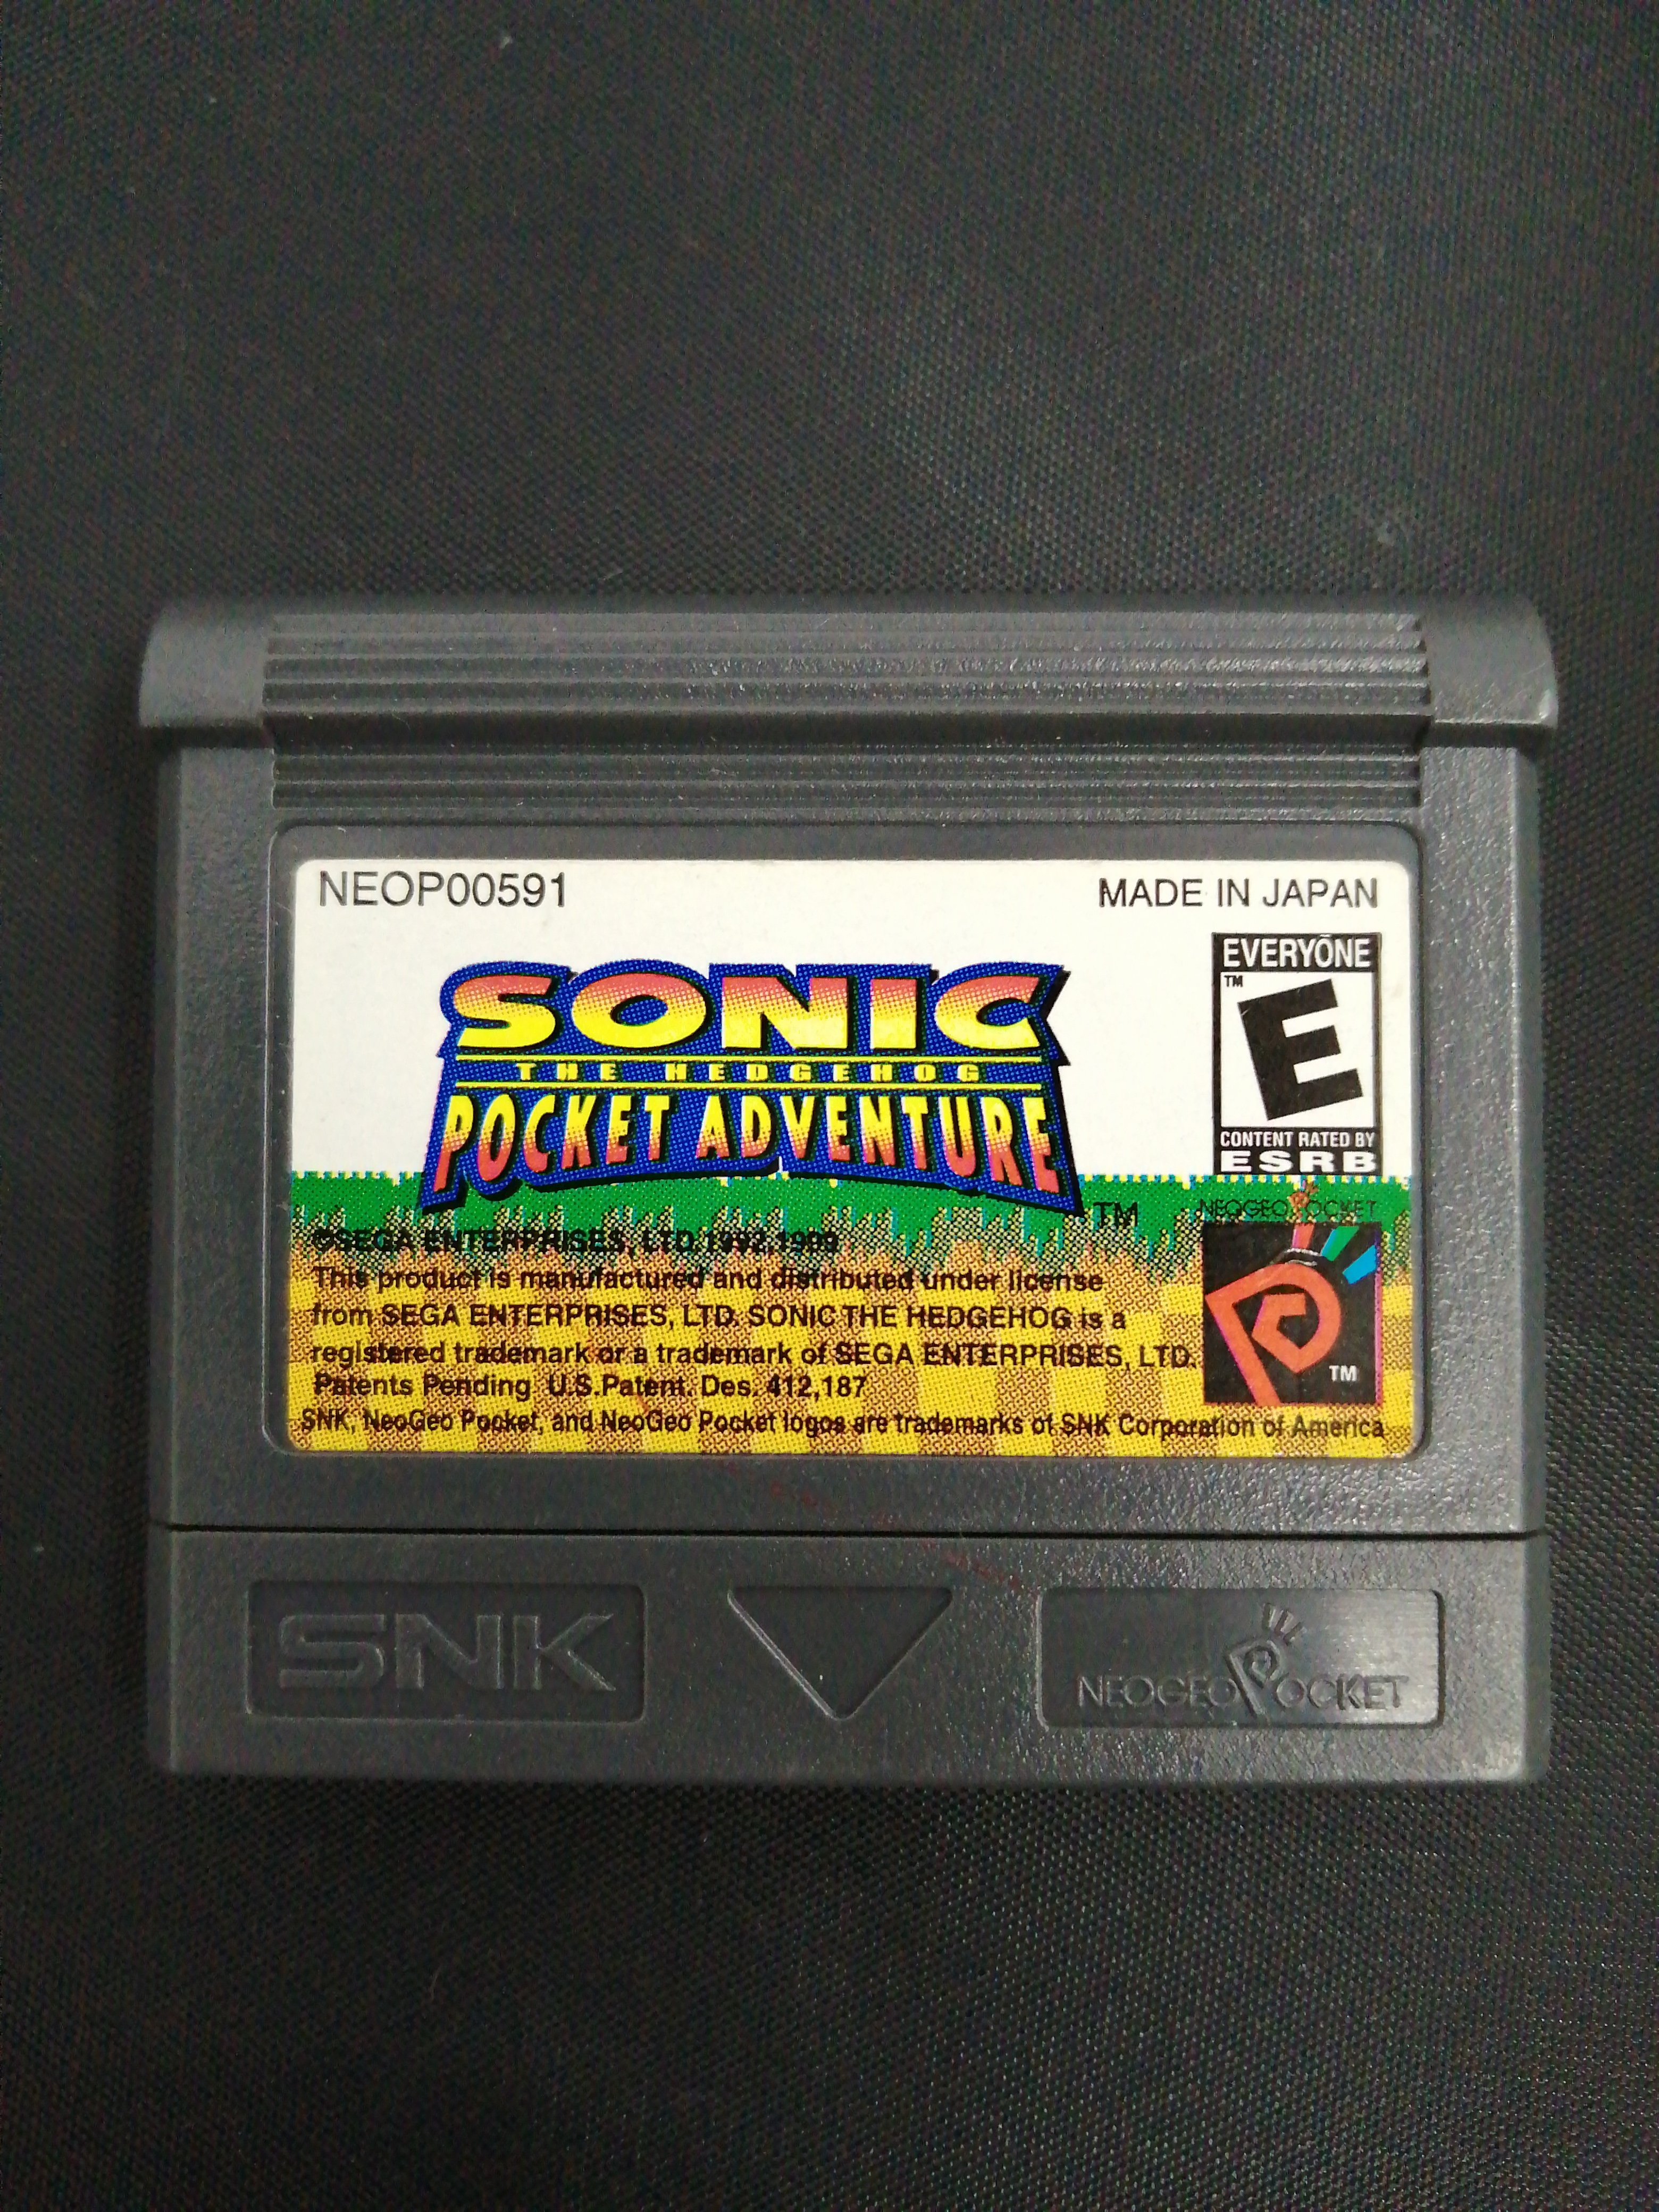 NEOP00591
MADE IN JAPAN
SONIC
THE HEDGEHOG
POCKET ADVENTURE
TM
EVERYONE
TM
E
CONTENT RATED BY
ESRB
©SEGA ENTERPRISES, LTD.1992,1999
This product is manufactured and distributed under license
from SEGA ENTERPRISES, LTD. SONIC THE HEDGEHOG is a
registered trademark or a trademark of SEGA ENTERPRISES, LTD.
Patents Pending U.S.Patent. Des. 412,187
SNK, NeoGeo Pocket, and NeoGeo Pocket logos are trademarks of SNK Corporation of America
NEOGEO POCKET
TM
SNK
NEOGEO POCKET